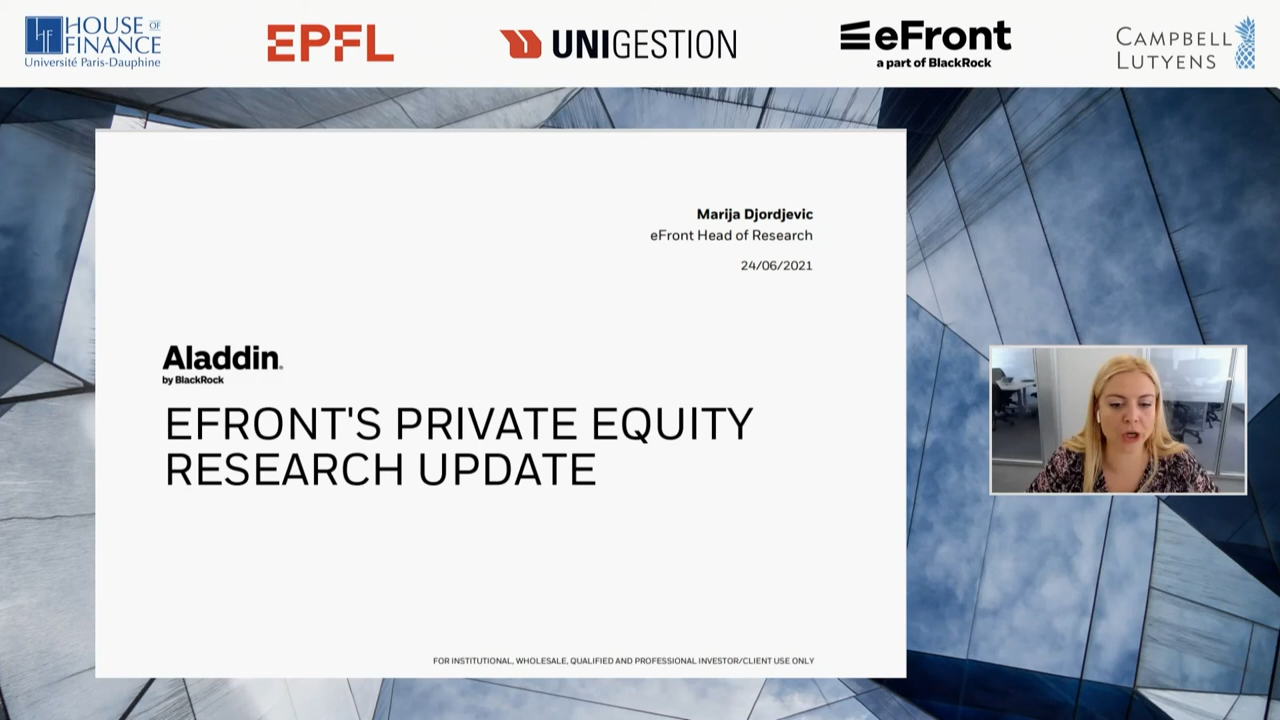 HOUSE OF
FINANCE
Université Paris-Dauphine
EPFL
UNIGESTION
eFront
a part of BlackRock
CAMPBELL
LUTYENS
Marija Djordjevic
eFront Head of Research
24/06/2021
Aladdin.
by BlackRock
EFRONT'S PRIVATE EQUITY
RESEARCH UPDATE
FOR INSTITUTIONAL, WHOLESALE, QUALIFIED AND PROFESSIONAL INVESTOR/CLIENT USE ONLY